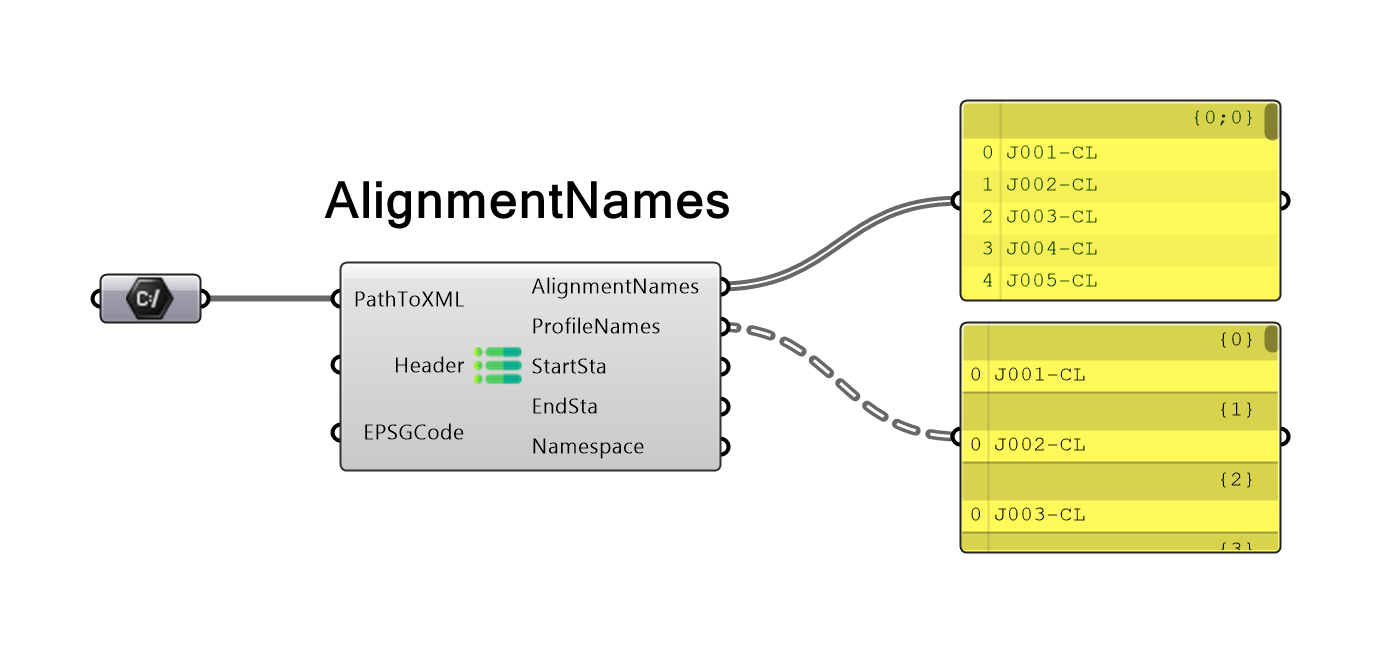 AlignmentNames
C:/
PathToXML
Header
EPSGCode
AlignmentNames
ProfileNames
StartSta
EndSta
Namespace
{0;0}
0 J001-CL
1 J002-CL
2 J003-CL
3 J004-CL
4 J005-CL
{0}
0 J001-CL
{1}
0 J002-CL
{2}
0 J003-CL
{3}